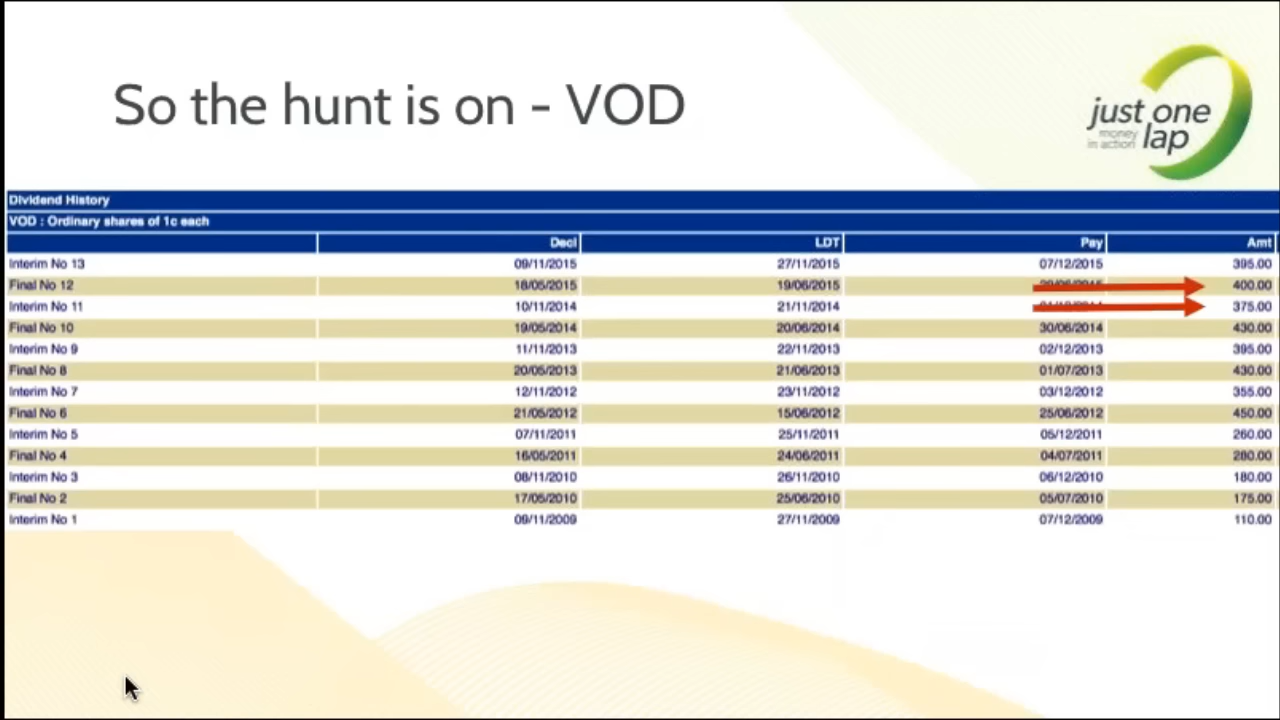 So the hunt is on - VOD
just one
money
in action lap
Dividend History
VOD : Ordinary shares of 1c each
Decl LDT Pay Amt
Interim No 13 09/11/2015 27/11/2015 07/12/2015 395.00
Final No 12 18/05/2015 19/06/2015 400.00
Interim No 11 10/11/2014 21/11/2014 375.00
Final No 10 19/05/2014 20/06/2014 30/06/2014 430.00
Interim No 9 11/11/2013 22/11/2013 02/12/2013 395.00
Final No 8 20/05/2013 21/06/2013 01/07/2013 430.00
Interim No 7 12/11/2012 23/11/2012 03/12/2012 355.00
Final No 6 21/05/2012 15/06/2012 25/06/2012 450.00
Interim No 5 07/11/2011 25/11/2011 05/12/2011 260.00
Final No 4 16/05/2011 24/06/2011 04/07/2011 280.00
Interim No 3 08/11/2010 26/11/2010 06/12/2010 180.00
Final No 2 17/05/2010 25/06/2010 05/07/2010 175.00
Interim No 1 09/11/2009 27/11/2009 07/12/2009 110.00